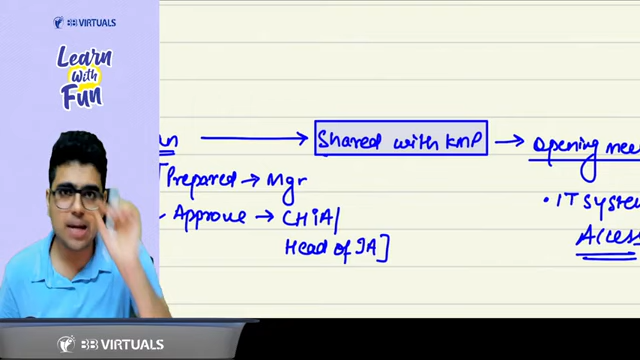 BB VIRTUALS
Learn
With
Fun
Shared with KMP
Opening mee
Prepared → Mgr
• IT Syste
Approve → CHIA/
Access
Head of IA]
BB VIRTUALS